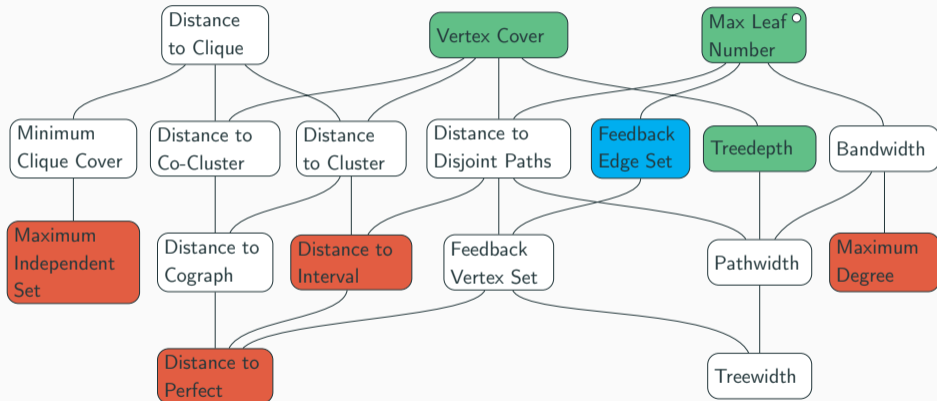 Distance
to Clique
Vertex Cover
Max Leaf
Number
Minimum
Clique Cover
Distance to
Co-Cluster
Distance
to Cluster
Distance to
Disjoint Paths
Feedback
Edge Set
Treedepth
Bandwidth
Maximum
Independent
Set
Distance to
Cograph
Distance to
Interval
Feedback
Vertex Set
Pathwidth
Maximum
Degree
Distance to
Perfect
Treewidth